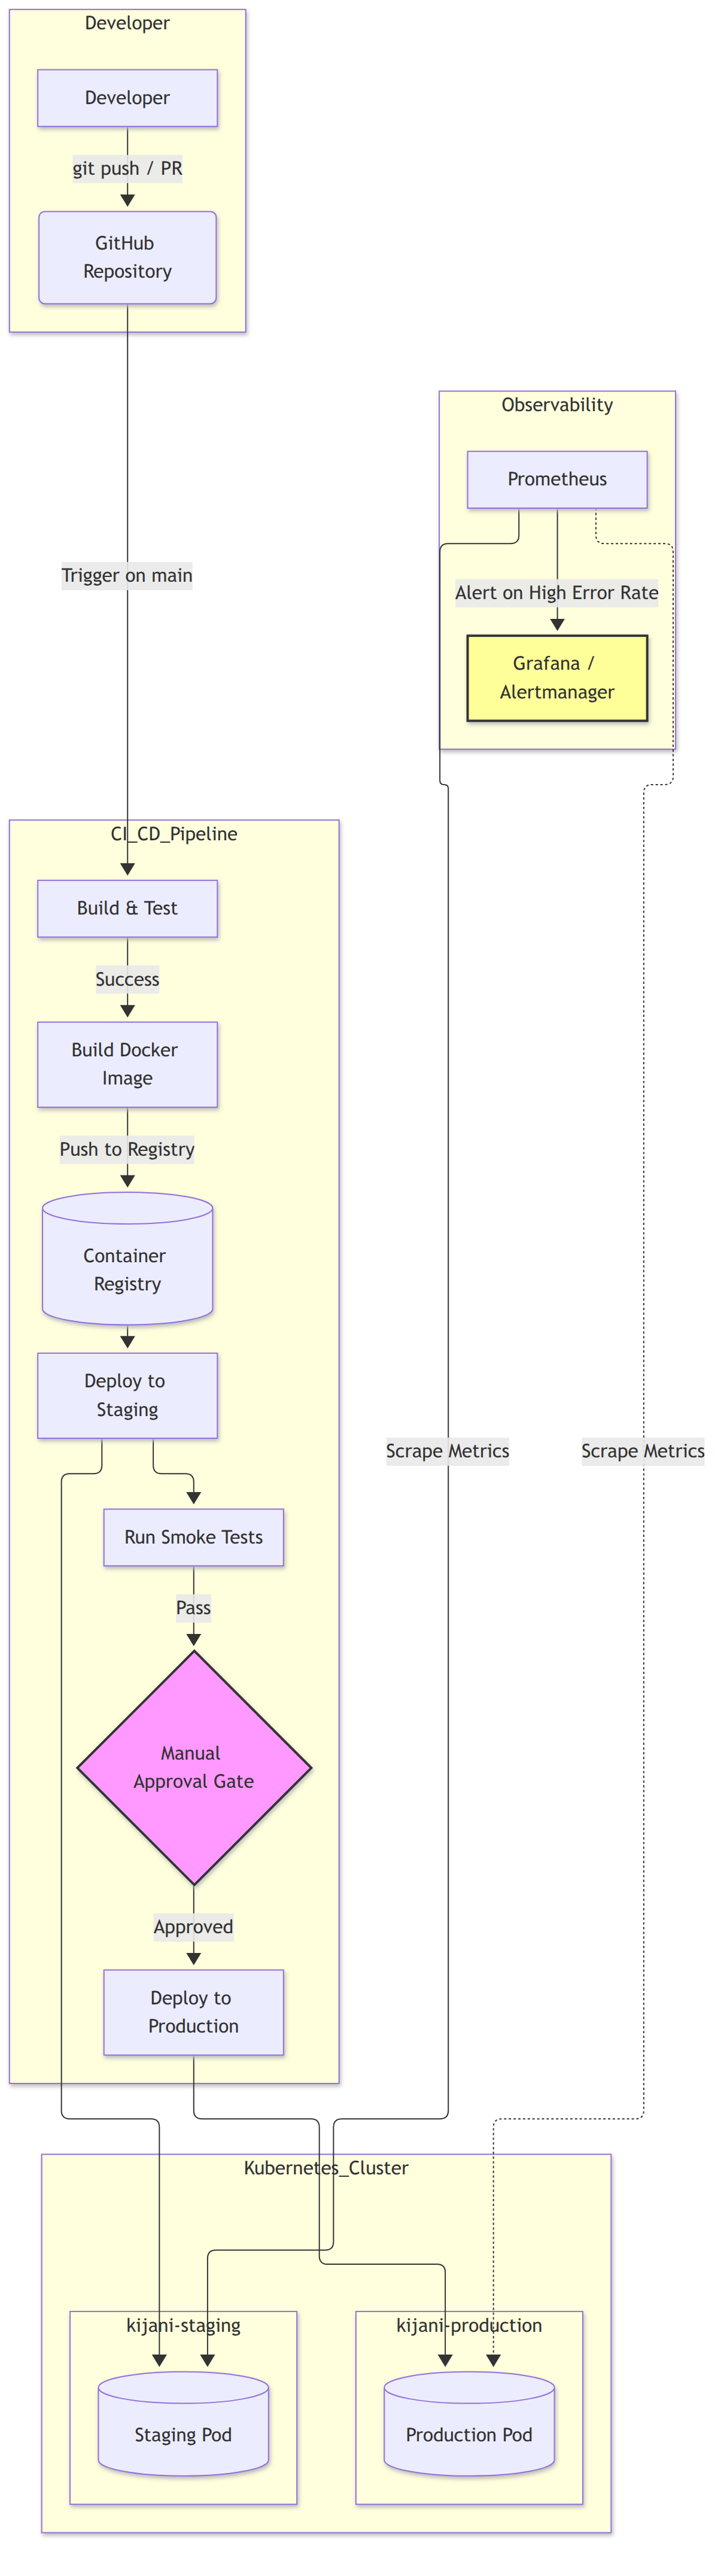 Developer
Developer
git push / PR
GitHub
Repository
Trigger on main
Observability
Prometheus
Alert on High Error Rate
Grafana /
Alertmanager
CI_CD_Pipeline
Build & Test
Success
Build Docker
Image
Push to Registry
Container
Registry
Deploy to
Staging
Scrape Metrics
Scrape Metrics
Run Smoke Tests
Pass
Manual
Approval Gate
Approved
Deploy to
Production
Kubernetes_Cluster
kijani-staging
kijani-production
Staging Pod
Production Pod